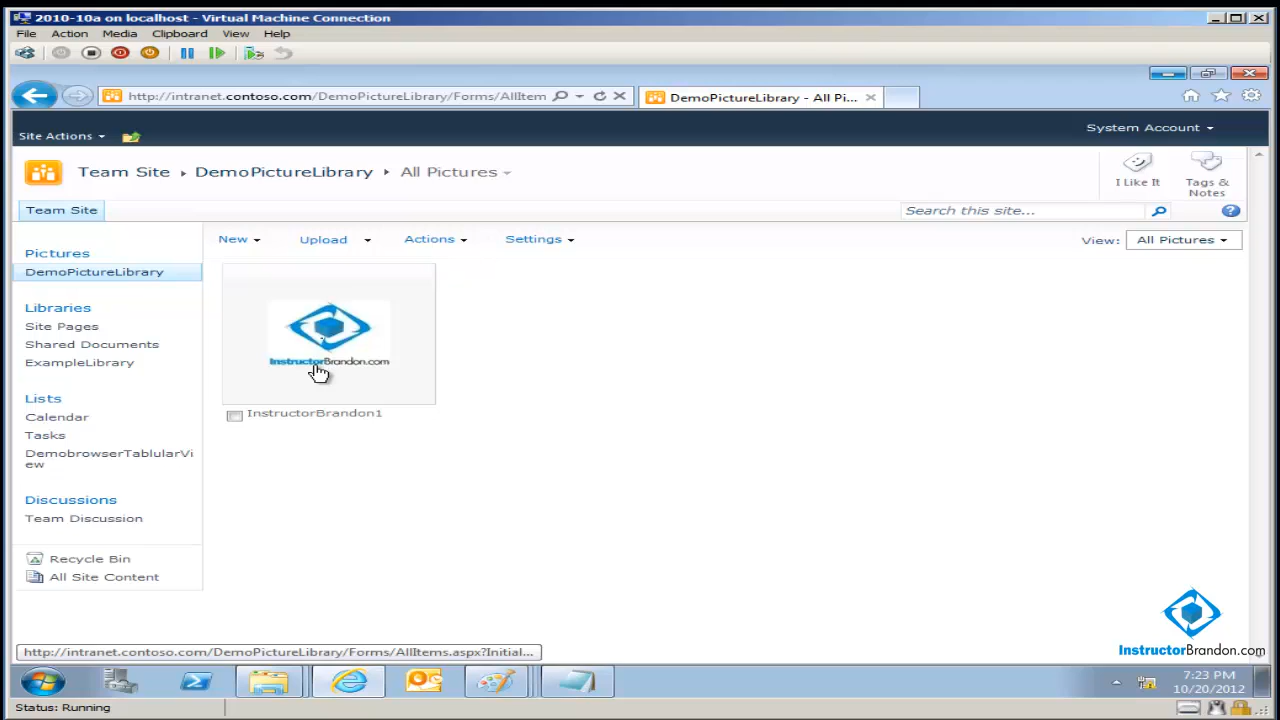 2010-10a on localhost - Virtual Machine Connection
File Action Media Clipboard View Help
http://intranet.contoso.com/DemoPictureLibrary/Forms/AllItem
DemoPictureLibrary - All Pi...
Site Actions
System Account
Team Site DemoPictureLibrary All Pictures
I Like It
Tags &
Notes
Team Site
Search this site...
Pictures
DemoPictureLibrary
Libraries
Site Pages
Shared Documents
ExampleLibrary
Lists
Calendar
Tasks
DemobrowserTablularVi
ew
Discussions
Team Discussion
Recycle Bin
All Site Content
New Upload Actions Settings
View: All Pictures
InstructorBrandon.com
InstructorBrandon1
InstructorBrandon.com
http://intranet.contoso.com/DemoPictureLibrary/Forms/AllItems.aspx?Initial...
7:23 PM
10/20/2012
Status: Running